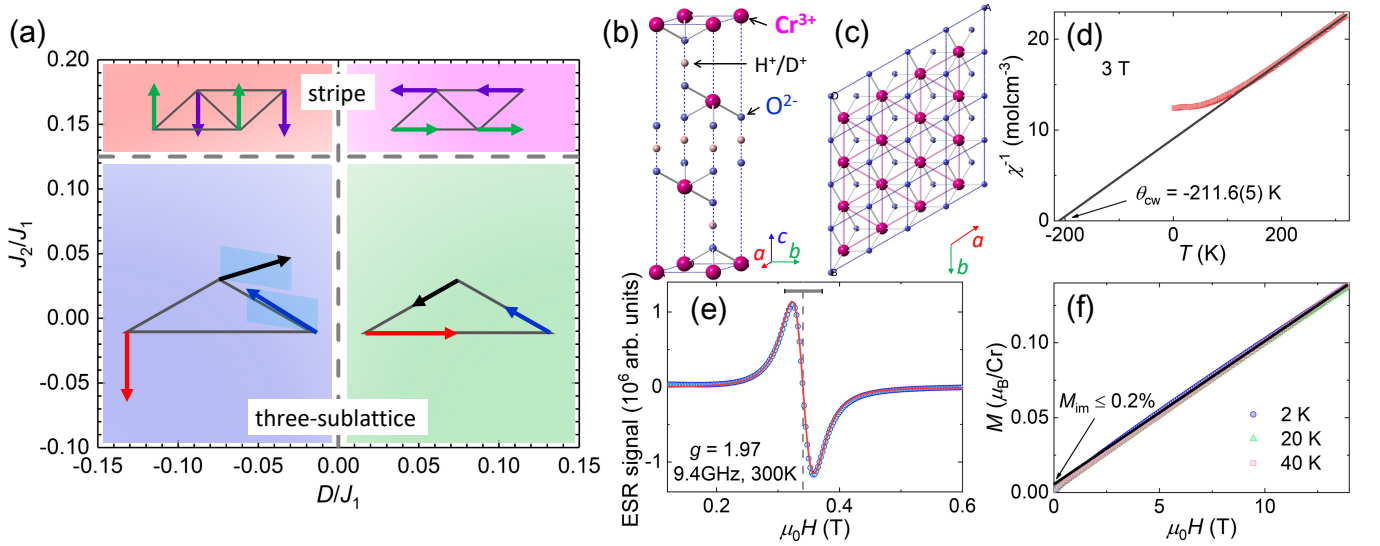 (a)
0.20
0.15
0.10
0.05
0.00
-0.05
-0.10
J2/J1
stripe
three-sublattice
-0.15 -0.10 -0.05 0.00 0.05 0.10 0.15
D/J1
(b)
Cr3+
H+/D+
O2-
c
a b
(c)
A
D
B
a
b
(d)
3 T
20
10
0
χ-1 (molcm-3)
θcw = -211.6(5) K
-200 0 200
T (K)
(e)
1
0
-1
ESR signal (10^6 arb. units)
g = 1.97
9.4GHz, 300K
0.2 0.4 0.6
μ0H (T)
(f)
0.10
0.05
0.00
M (μB/Cr)
Mim ≤ 0.2%
2 K
20 K
40 K
0 5 10
μ0H (T)